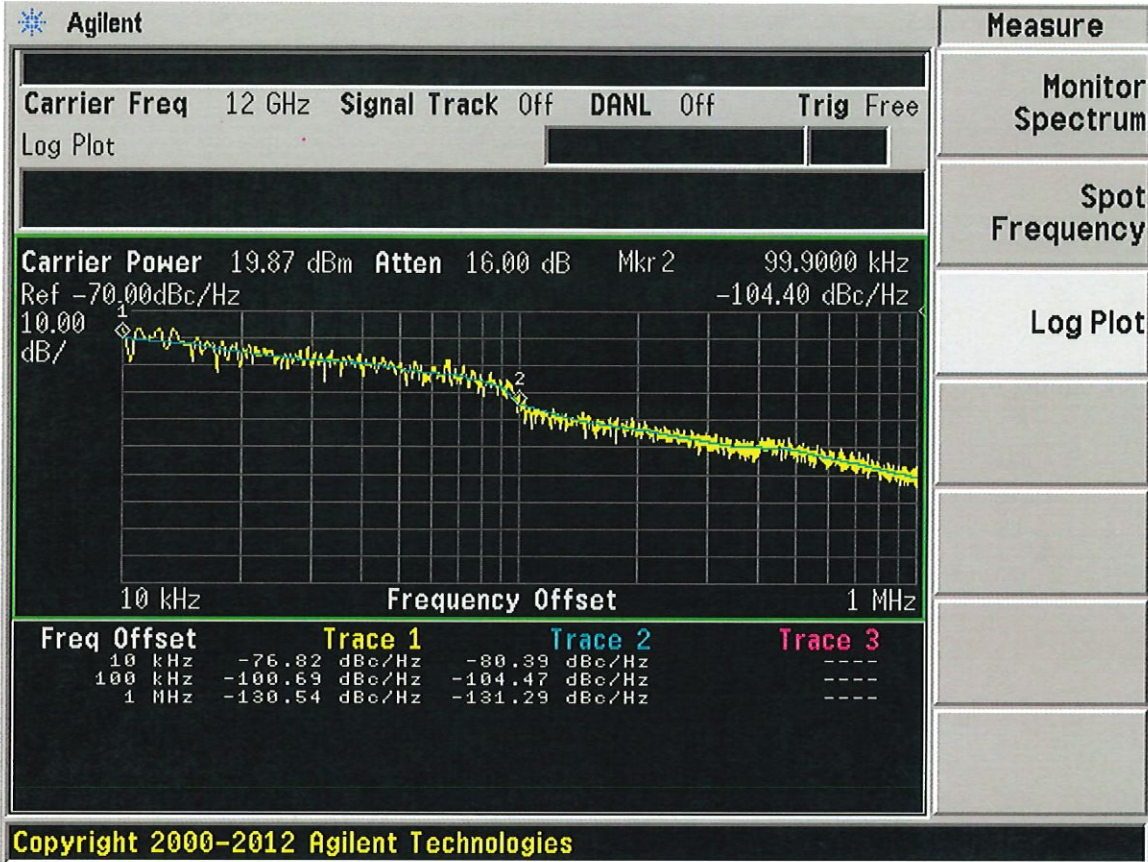 Agilent
Measure
Carrier Freq 12 GHz Signal Track Off DANL Off Trig Free
Log Plot
Monitor
Spectrum
Spot
Frequency
Log Plot
Carrier Power 19.87 dBm Atten 16.00 dB Mkr 2 99.9000 kHz
Ref -70.00dBc/Hz -104.40 dBc/Hz
10.00
dB/
1
2
10 kHz Frequency Offset 1 MHz
Freq Offset Trace 1 Trace 2 Trace 3
10 kHz -76.82 dBc/Hz -80.39 dBc/Hz ----
100 kHz -100.69 dBc/Hz -104.47 dBc/Hz ----
1 MHz -130.54 dBc/Hz -131.29 dBc/Hz ----
Copyright 2000-2012 Agilent Technologies